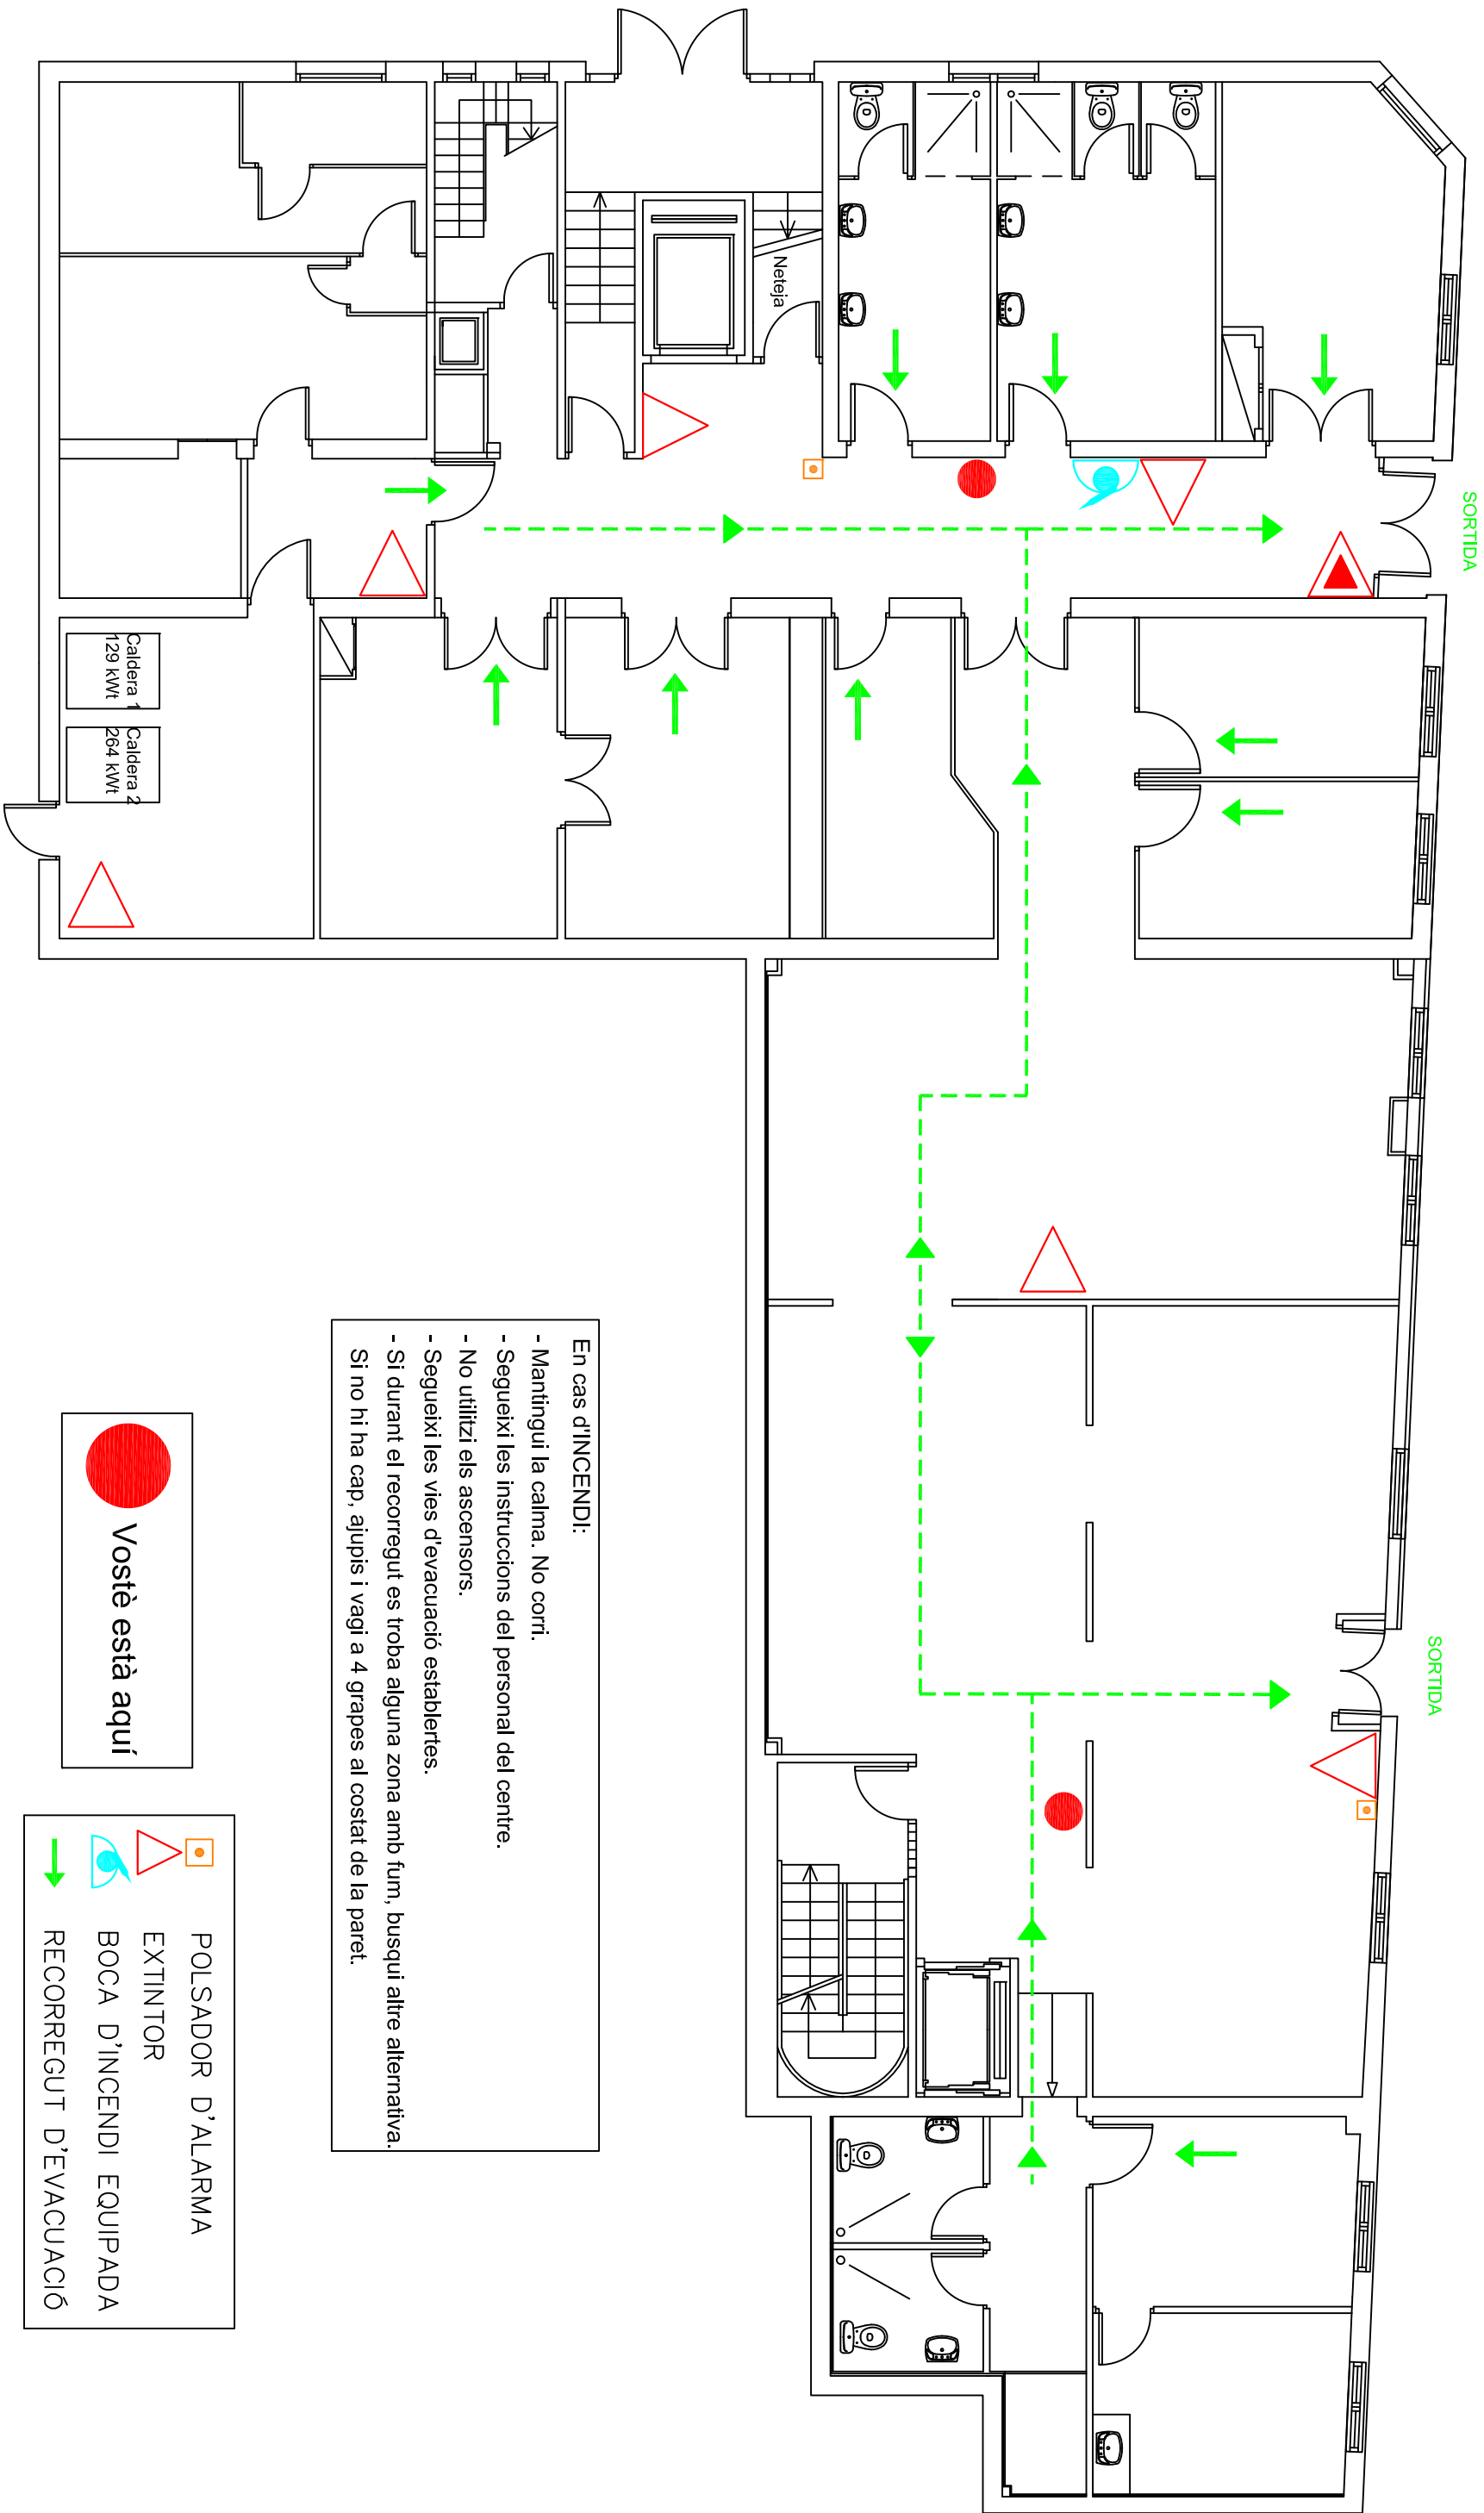 SORTIDA
SORTIDA
Neteja
Caldera 1
129 kWt
Caldera 2
264 kWt
En cas d'INCENDI:
- Mantingui la calma. No corri.
- Segueixi les instruccions del personal del centre.
- No utilitzi els ascensors.
- Segueixi les vies d'evacuació establertes.
- Si durant el recorregut es troba alguna zona amb fum, busqui altre alternativa.
Si no hi ha cap, ajupis i vagi a 4 grapes al costat de la paret.
Vostè està aquí
POLSADOR D'ALARMA
EXTINTOR
BOCA D'INCENDI EQUIPADA
RECORREGUT D'EVACUACIÓ